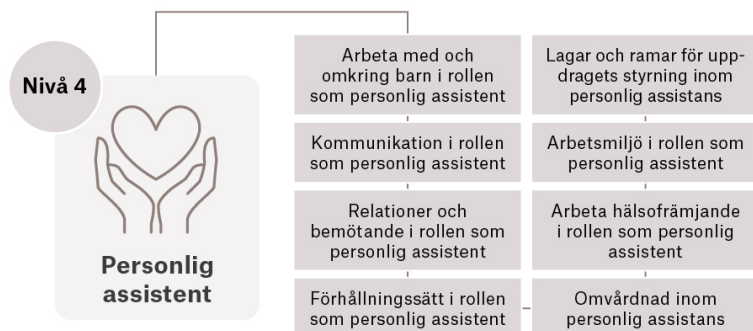 Nivå 4
Personlig
assistent
Arbeta med och
omkring barn i rollen
som personlig assistent
Kommunikation i rollen
som personlig assistent
Relationer och
bemötande i rollen som
personlig assistent
Förhållningssätt i rollen
som personlig assistent
Lagar och ramar för upp-
dragets styrning inom
personlig assistans
Arbetsmiljö i rollen som
personlig assistent
Arbeta hälsofrämjande
i rollen som personlig
assistent
Omvårdnad inom
personlig assistans